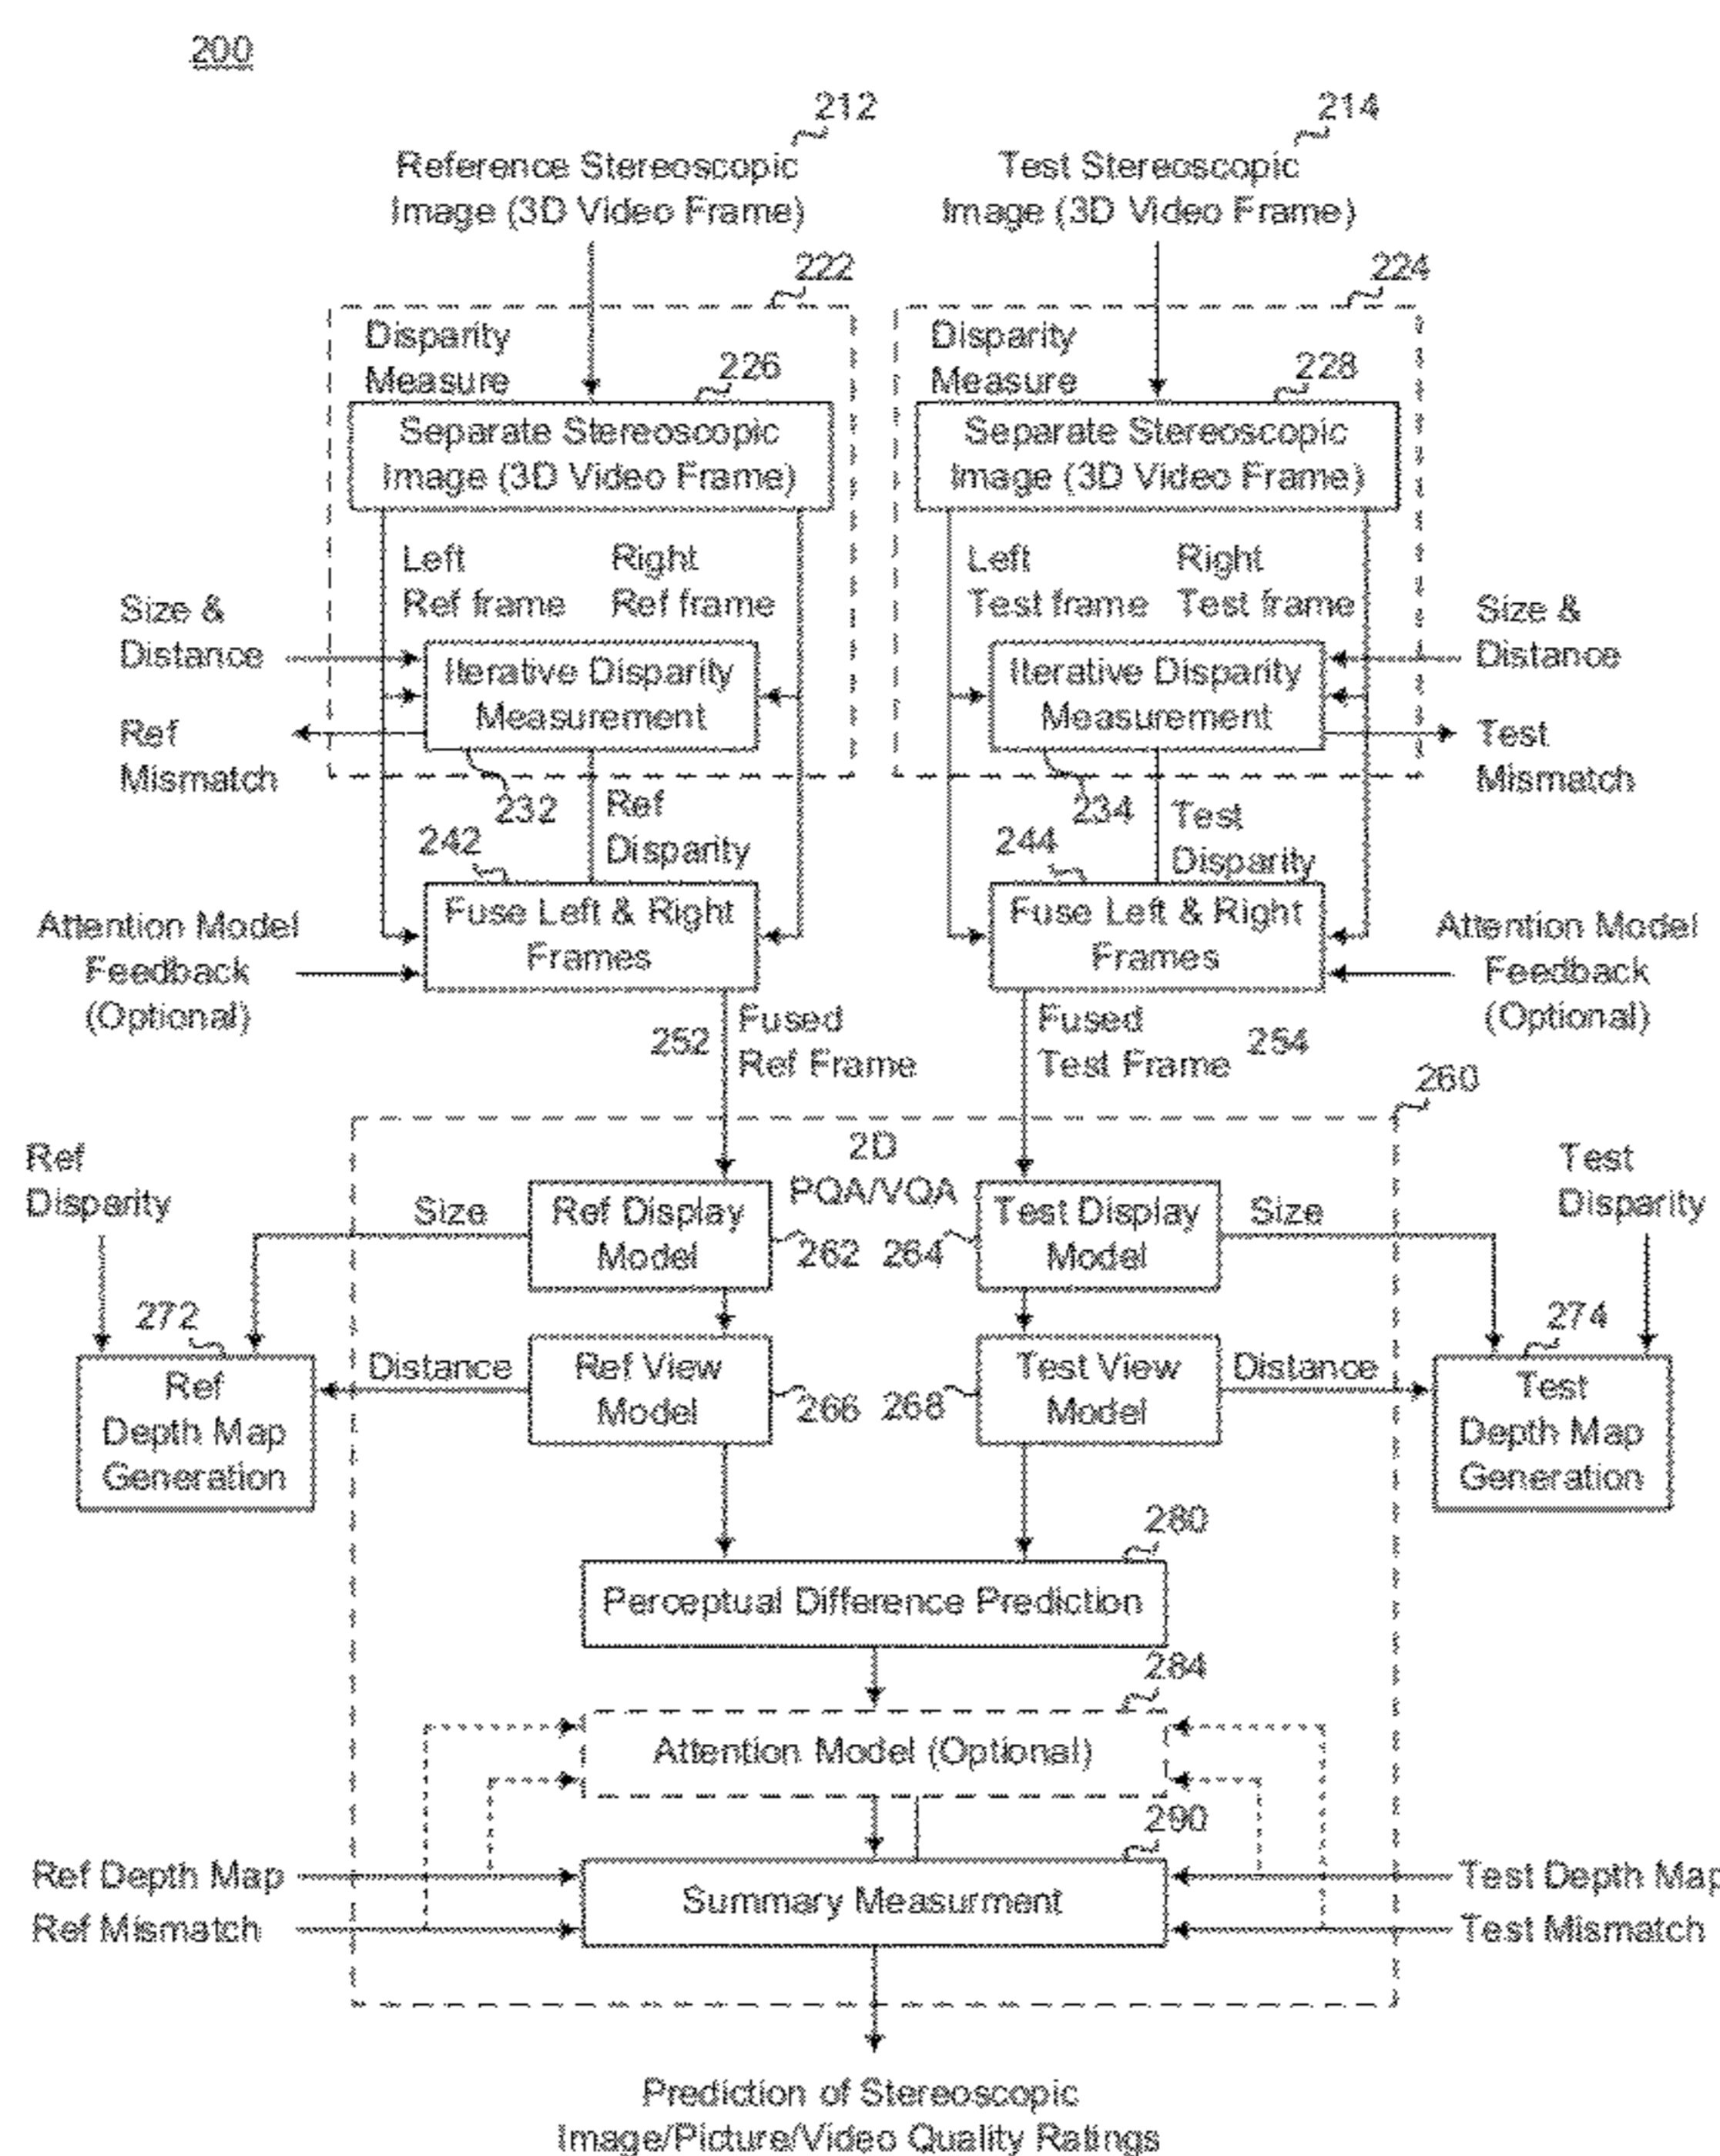 200
212
214
Reference Stereoscopic
Image (3D Video Frame)
Test Stereoscopic
Image (3D Video Frame)
222
224
Disparity
Measure
226
Disparity
Measure
228
Separate Stereoscopic
Image (3D Video Frame)
Separate Stereoscopic
Image (3D Video Frame)
Left
Ref frame
Right
Ref frame
Left
Test frame
Right
Test frame
Size &
Distance
Size &
Distance
Iterative Disparity
Measurement
Iterative Disparity
Measurement
Ref
Mismatch
Test
Mismatch
232
Ref
Disparity
234
Test
Disparity
242
244
Fuse Left & Right
Frames
Fuse Left & Right
Frames
Attention Model
Feedback
(Optional)
Attention Model
Feedback
(Optional)
252
Fused
Ref Frame
Fused
Test Frame
254
260
Ref
Disparity
2D
PQA/VQA
Test
Disparity
Size
Ref Display
Model
262
264
Test Display
Model
Size
272
274
Ref
Depth Map
Generation
Distance
Ref View
Model
266
268
Test View
Model
Distance
Test
Depth Map
Generation
280
Perceptual Difference Prediction
284
Attention Model (Optional)
290
Ref Depth Map
Ref Mismatch
Summary Measurment
Test Depth Map
Test Mismatch
Prediction of Stereoscopic
Image/Picture/Video Quality Ratings